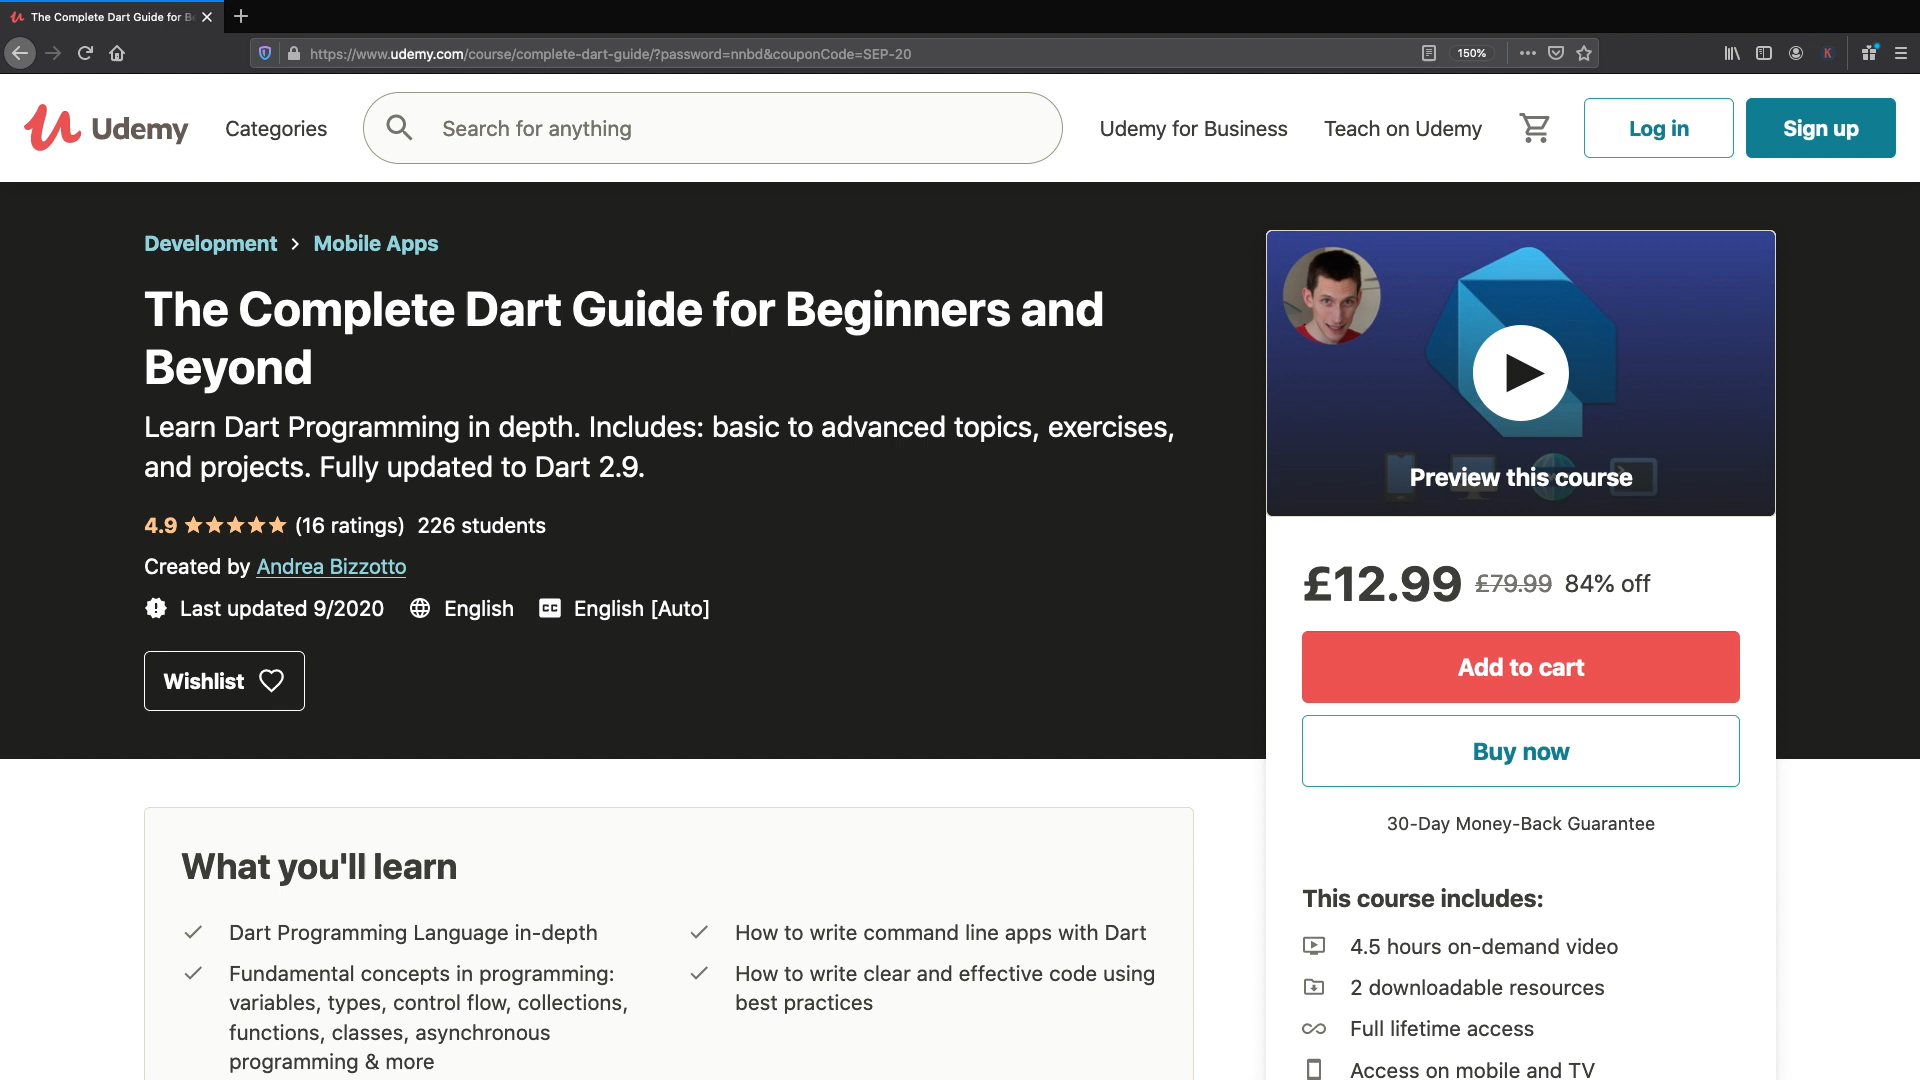 The Complete Dart Guide for Be
https://www.udemy.com/course/complete-dart-guide/?password=nnbd&couponCode=SEP-20
150%
K
Udemy
Categories
Search for anything
Udemy for Business
Teach on Udemy
Log in
Sign up
Development > Mobile Apps
The Complete Dart Guide for Beginners and
Beyond
Learn Dart Programming in depth. Includes: basic to advanced topics, exercises,
and projects. Fully updated to Dart 2.9.
4.9 (16 ratings) 226 students
Created by Andrea Bizzotto
Last updated 9/2020 English CC English [Auto]
Wishlist
Preview this course
£12.99 £79.99 84% off
Add to cart
Buy now
30-Day Money-Back Guarantee
This course includes:
4.5 hours on-demand video
2 downloadable resources
Full lifetime access
Access on mobile and TV
What you'll learn
Dart Programming Language in-depth
Fundamental concepts in programming:
variables, types, control flow, collections,
functions, classes, asynchronous
programming & more
How to write command line apps with Dart
How to write clear and effective code using
best practices